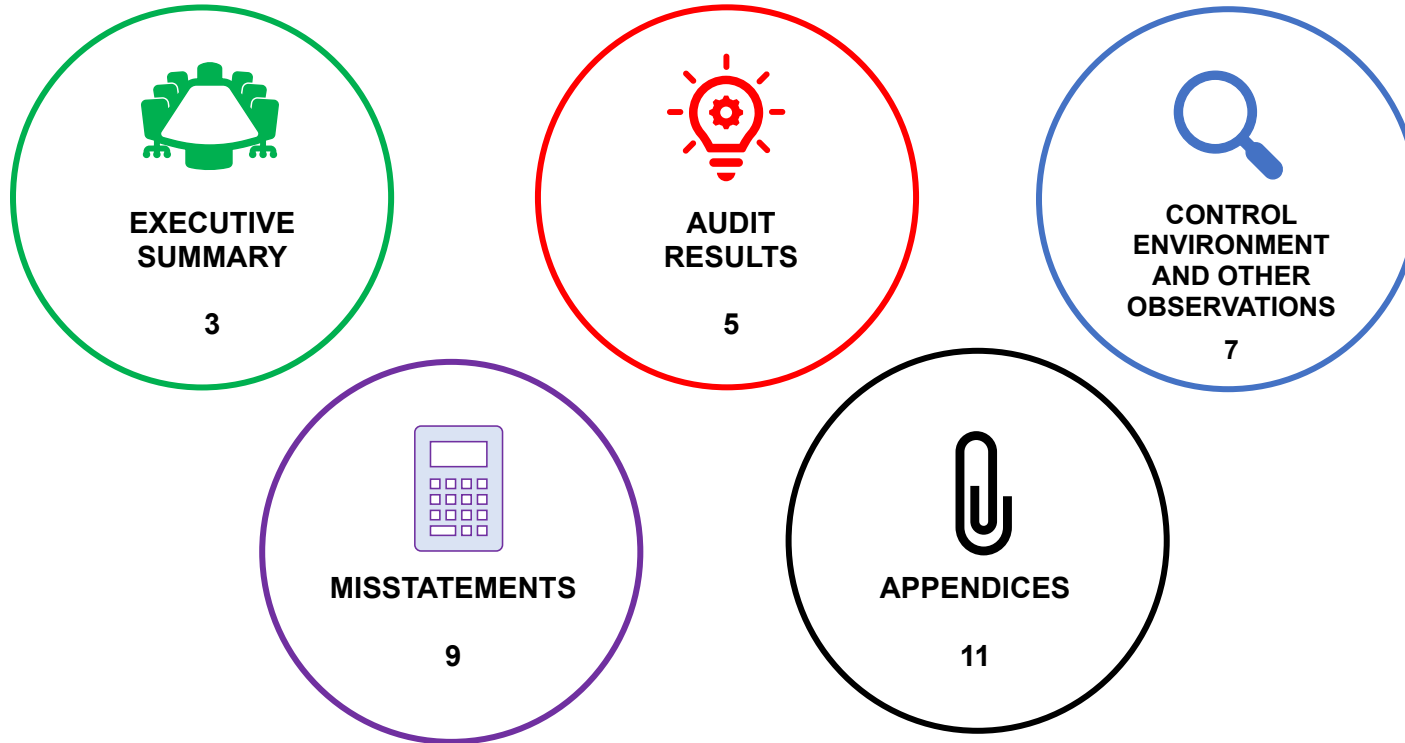 EXECUTIVE
SUMMARY
3
AUDIT
RESULTS
5
CONTROL
ENVIRONMENT
AND OTHER
OBSERVATIONS
7
MISSTATEMENTS
9
APPENDICES
11